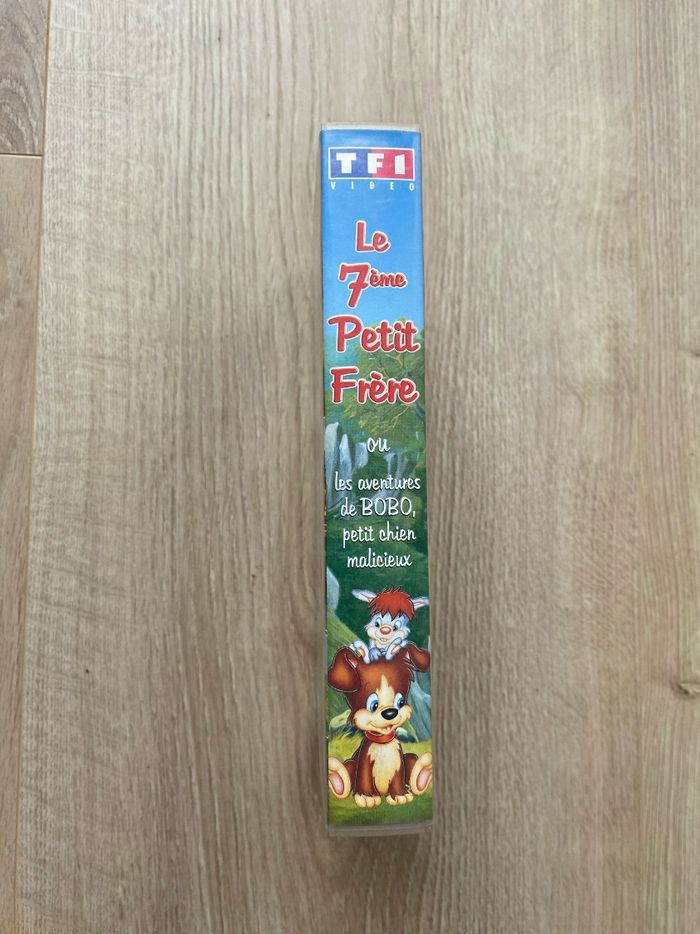 TF1
VIDEO
Le
7ème
Petit
Frère
ou
les aventures
de BOBO,
petit chien
malicieux